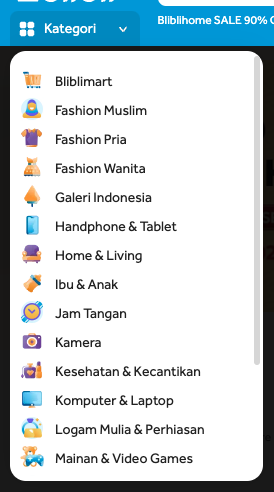 Kategori
Bliblihome SALE 90%
Bliblimart
Fashion Muslim
Fashion Pria
Fashion Wanita
Galeri Indonesia
Handphone & Tablet
Home & Living
Ibu & Anak
Jam Tangan
Kamera
Kesehatan & Kecantikan
Komputer & Laptop
Logam Mulia & Perhiasan
Mainan & Video Games